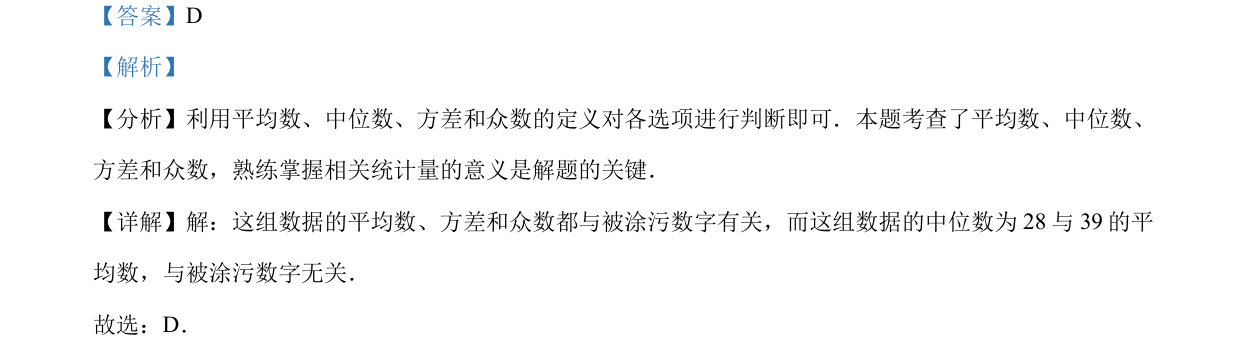 【答案】D
【解析】
【分析】利用平均数、中位数、方差和众数的定义对各选项进行判断即可．本题考查了平均数、中位数、
方差和众数，熟练掌握相关统计量的意义是解题的关键．
【详解】解：这组数据的平均数、方差和众数都与被涂污数字有关，而这组数据的中位数为 28 与 39 的平
均数，与被涂污数字无关．
故选：D．